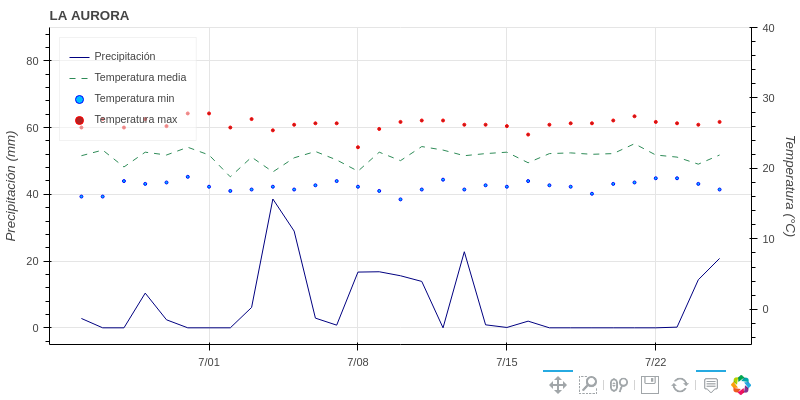 LA AURORA
Precipitación
Temperatura media
Temperatura min
Temperatura max
Precipitación (mm)
80
60
40
20
0
40
30
20
10
0
Temperatura (°C)
7/01
7/08
7/15
7/22